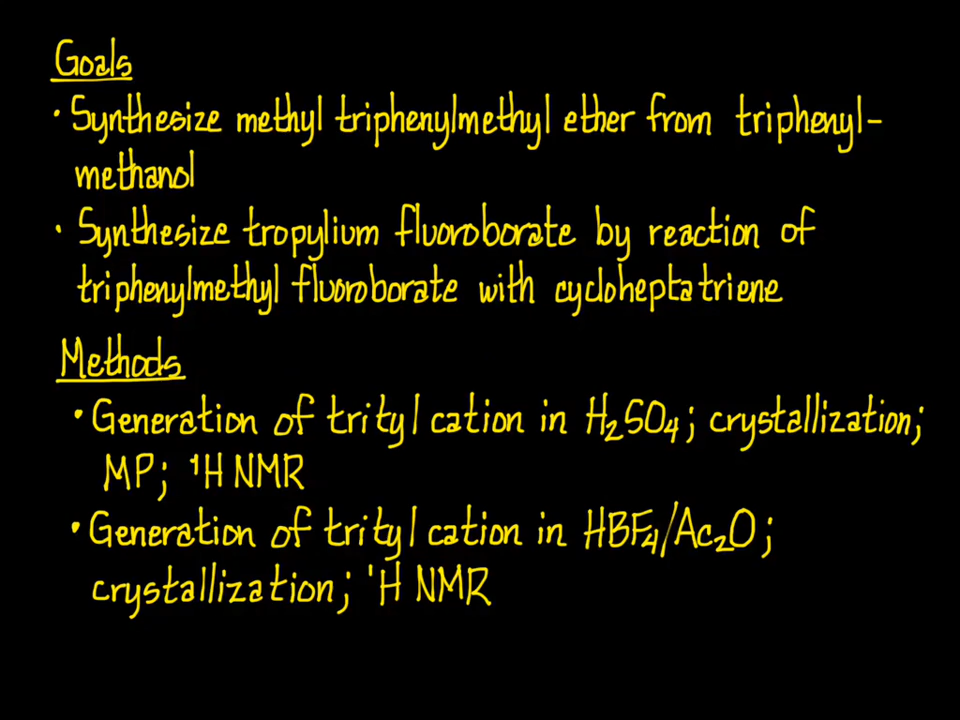 Goals
• Synthesize methyl triphenylmethyl ether from triphenyl-
methanol
• Synthesize tropylium fluoroborate by reaction of
triphenylmethyl fluoroborate with cycloheptatriene
Methods
• Generation of trityl cation in H₂SO₄; crystallization;
MP; ¹H NMR
• Generation of trityl cation in HBF₄/Ac₂O;
crystallization; ¹H NMR